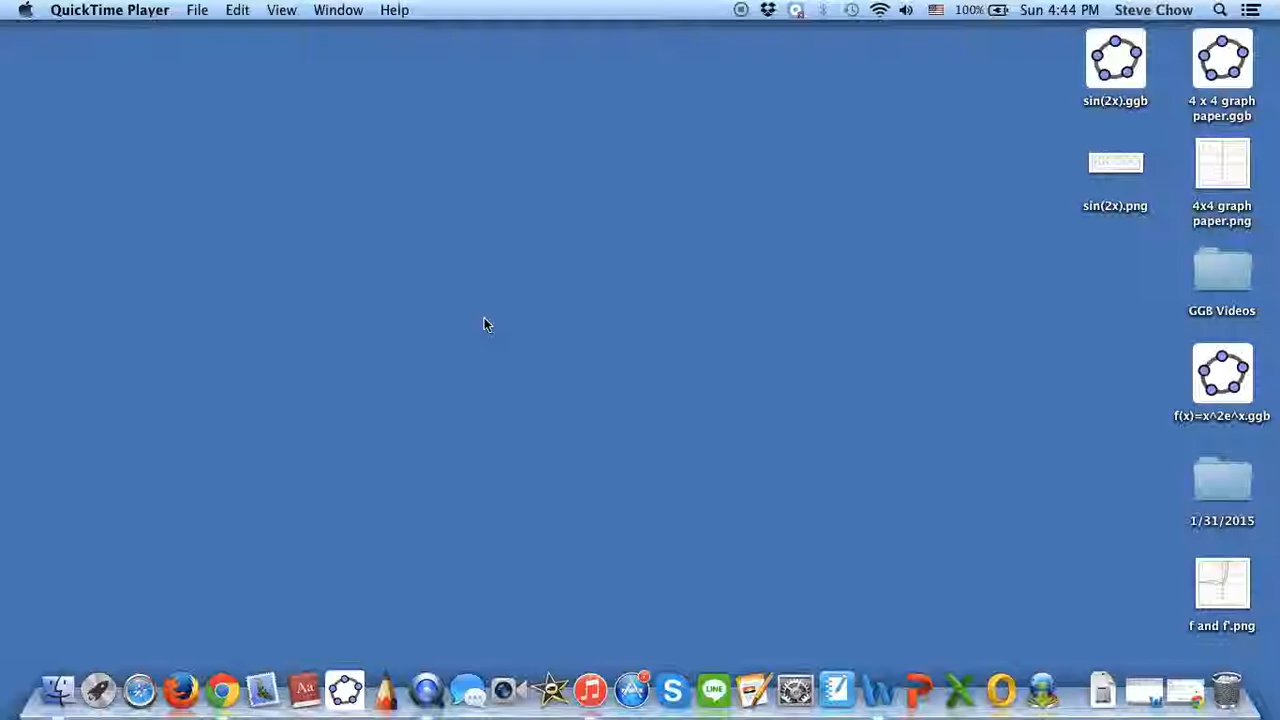 QuickTime Player File Edit View Window Help 100% Sun 4:44 PM Steve Chow
sin(2x).ggb
4 x 4 graph
paper.ggb
sin(2x).png
4x4 graph
paper.png
GGB Videos
f(x)=x^2e^x.ggb
1/31/2015
f and f'.png
Aa
S
LINE
W
P
X
O